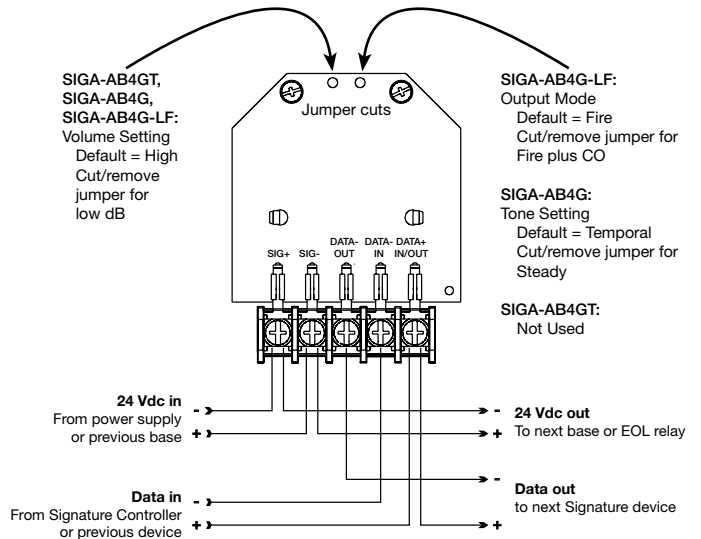 SIGA-AB4GT,
SIGA-AB4G,
SIGA-AB4G-LF:
Volume Setting
Default = High
Cut/remove
jumper for
low dB
Jumper cuts
SIGA-AB4G-LF:
Output Mode
Default = Fire
Cut/remove jumper for
Fire plus CO
SIGA-AB4G:
Tone Setting
Default = Temporal
Cut/remove jumper for
Steady
SIGA-AB4GT:
Not Used
SIG+
SIG-
DATA-
OUT
DATA-
IN
DATA+
IN/OUT
24 Vdc in
From power supply
or previous base
-
+
-
+
24 Vdc out
To next base or EOL relay
Data in
From Signature Controller
or previous device
-
+
-
+
Data out
to next Signature device